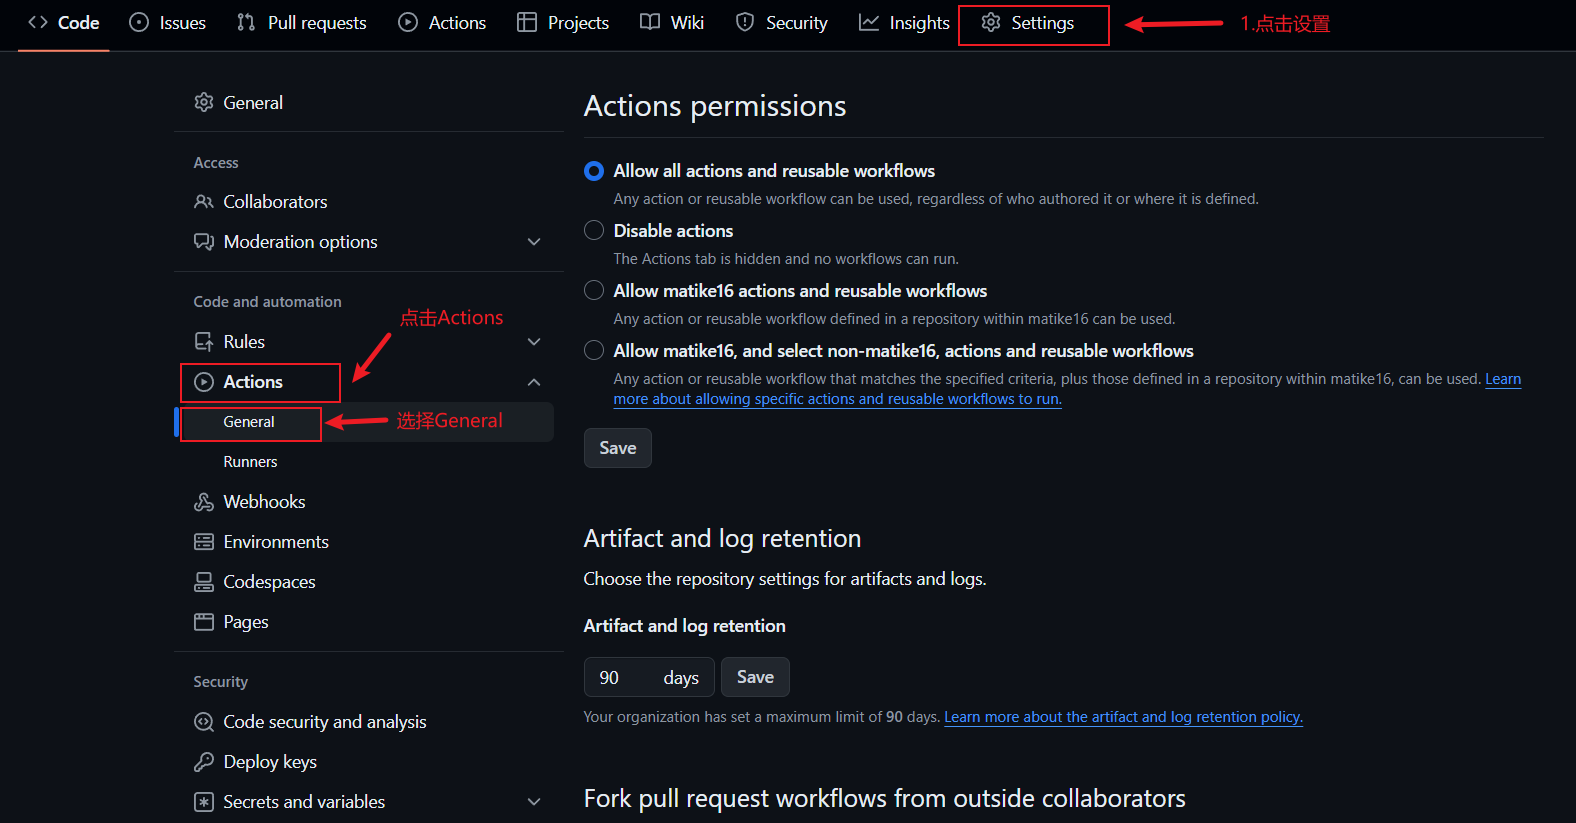 Code Issues Pull requests Actions Projects Wiki Security Insights Settings
1.点击设置
General
Access
Collaborators
Moderation options
Code and automation
点击Actions
Rules
Actions
General
选择General
Runners
Webhooks
Environments
Codespaces
Pages
Security
Code security and analysis
Deploy keys
Secrets and variables
Actions permissions
Allow all actions and reusable workflows
Any action or reusable workflow can be used, regardless of who authored it or where it is defined.
Disable actions
The Actions tab is hidden and no workflows can run.
Allow matike16 actions and reusable workflows
Any action or reusable workflow defined in a repository within matike16 can be used.
Allow matike16, and select non-matike16, actions and reusable workflows
Any action or reusable workflow that matches the specified criteria, plus those defined in a repository within matike16, can be used. Learn
more about allowing specific actions and reusable workflows to run.
Save
Artifact and log retention
Choose the repository settings for artifacts and logs.
Artifact and log retention
90 days Save
Your organization has set a maximum limit of 90 days. Learn more about the artifact and log retention policy.
Fork pull request workflows from outside collaborators